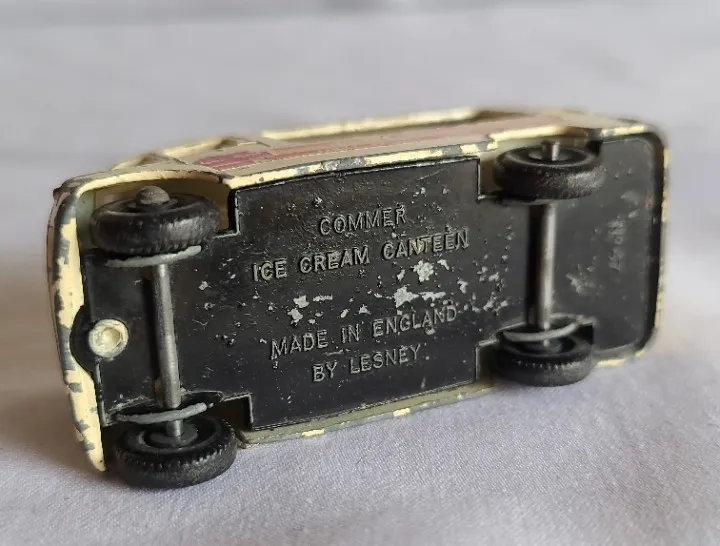 COMMER
ICE CREAM CANTEEN
MADE IN ENGLAND
BY LESNEY